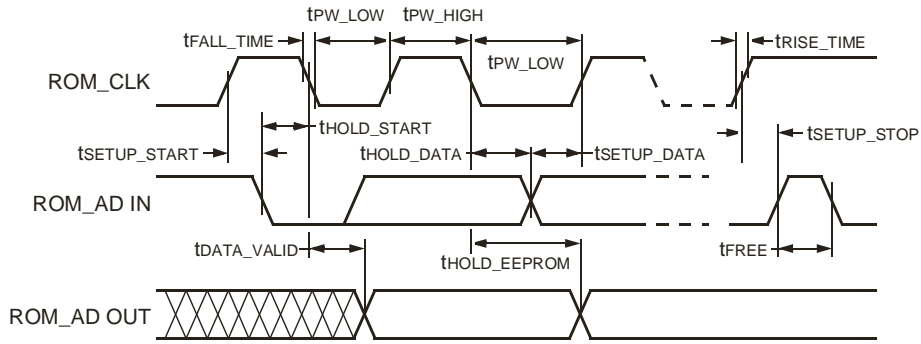 tPW_LOW
tPW_HIGH
tFALL_TIME
tRISE_TIME
tPW_LOW
ROM_CLK
tHOLD_START
tSETUP_STOP
tSETUP_START
tHOLD_DATA
tSETUP_DATA
ROM_AD IN
tDATA_VALID
tHOLD_EEPROM
tFREE
ROM_AD OUT